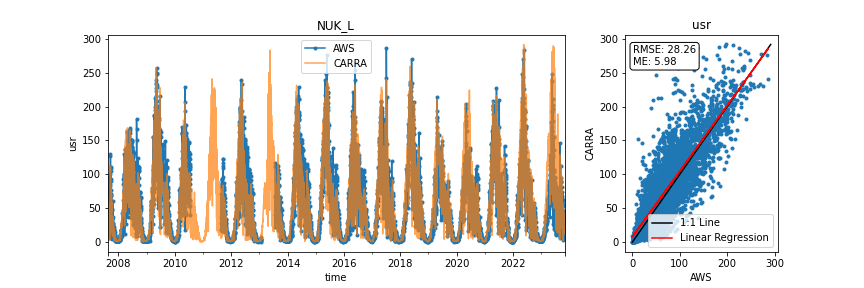 NUK_L
usr
AWS
CARRA
300
250
200
150
100
50
0
usr
2008
2010
2012
2014
2016
2018
2020
2022
time
RMSE: 28.26
ME: 5.98
1:1 Line
Linear Regression
300
250
200
150
100
50
0
CARRA
0
100
200
300
AWS